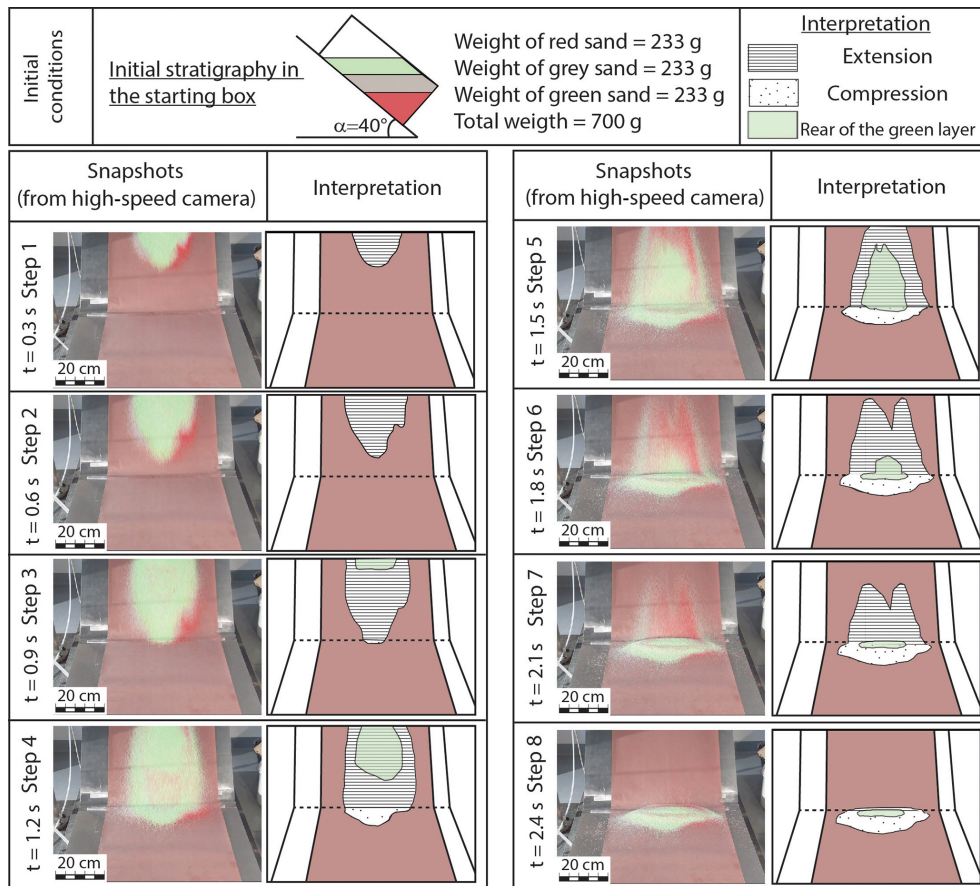 Initial
conditions
Initial stratigraphy in
the starting box
α=40°
Weight of red sand = 233 g
Weight of grey sand = 233 g
Weight of green sand = 233 g
Total weigth = 700 g
Interpretation
Extension
Compression
Rear of the green layer
Snapshots
(from high-speed camera)
Interpretation
t = 0.3 s Step 1
20 cm
t = 0.6 s Step 2
20 cm
t = 0.9 s Step 3
20 cm
t = 1.2 s Step 4
20 cm
Snapshots
(from high-speed camera)
Interpretation
t = 1.5 s Step 5
20 cm
t = 1.8 s Step 6
20 cm
t = 2.1 s Step 7
20 cm
t = 2.4 s Step 8
20 cm